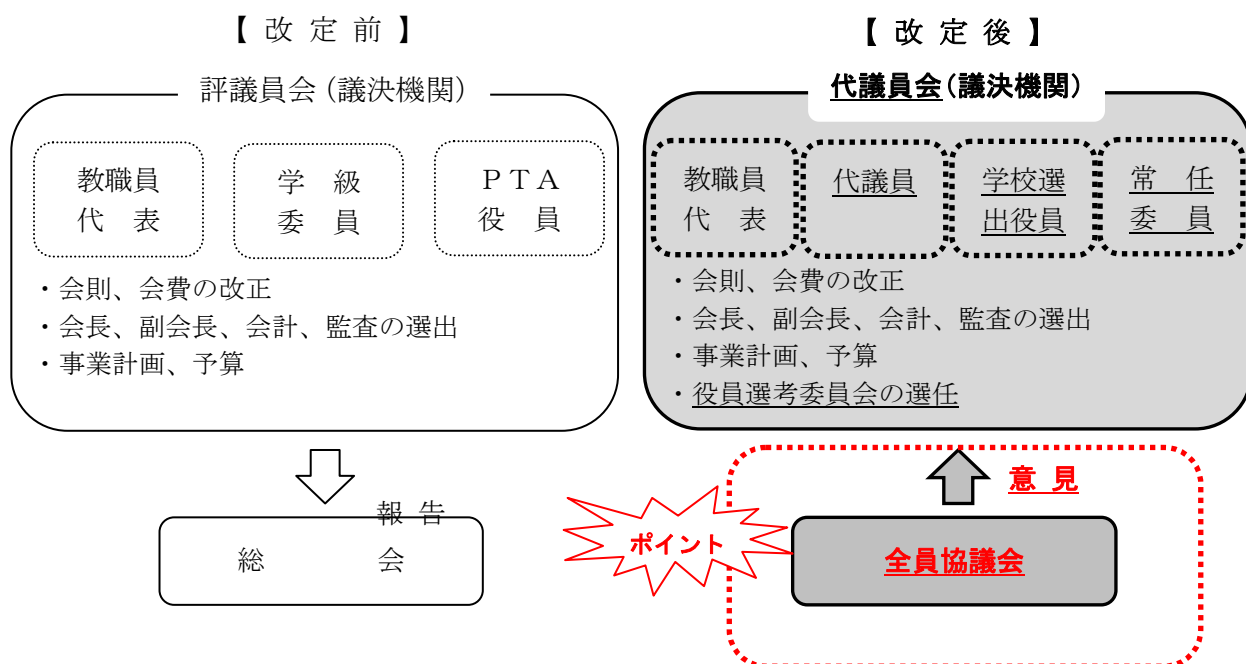 【 改 定 前 】
評議員会（議決機関）
教職員
代 表
学 級
委 員
ＰＴＡ
役 員
・会則、会費の改正
・会長、副会長、会計、監査の選出
・事業計画、予算
報 告
総 会
【 改 定 後 】
代議員会（議決機関）
教職員
代 表
代議員
学校選
出役員
常 任
委 員
・会則、会費の改正
・会長、副会長、会計、監査の選出
・事業計画、予算
・役員選考委員会の選任
意 見
ポイント
全員協議会